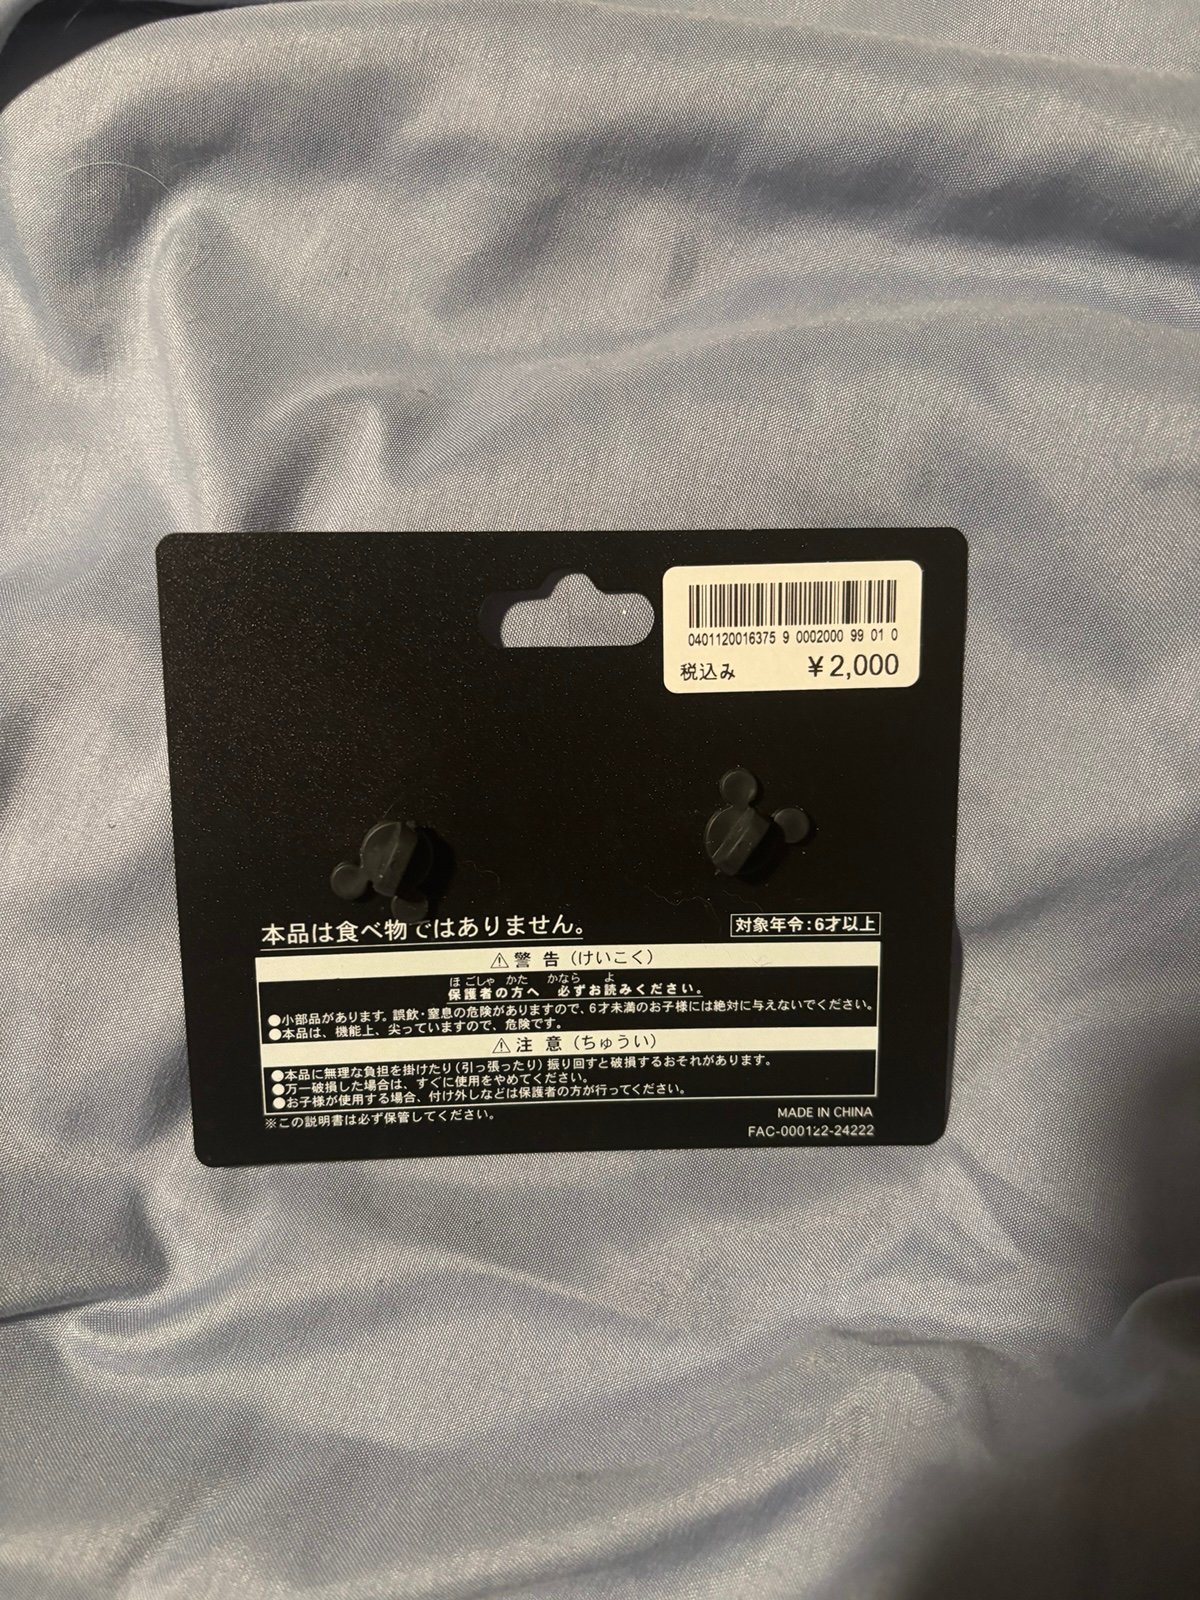 0401120016375 9 0002000 99 01 0
税込み ¥2,000
本品は食べ物ではありません。
対象年令:6才以上
⚠警 告(けいこく)
ほ ごしゃ かた かなら よ
保護者の方へ 必ずお読みください。
●小部品があります。誤飲・窒息の危険がありますので、6才未満のお子様には絶対に与えないでください。
●本品は、機能上、尖っていますので、危険です。
⚠注 意(ちゅうい)
●本品に無理な負担を掛けたり(引っ張ったり)振り回すと破損するおそれがあります。
●万一破損した場合は、すぐに使用をやめてください。
●お子様が使用する場合、付け外しなどは保護者の方が行ってください。
※この説明書は必ず保管してください。
MADE IN CHINA
FAC-000122-24222